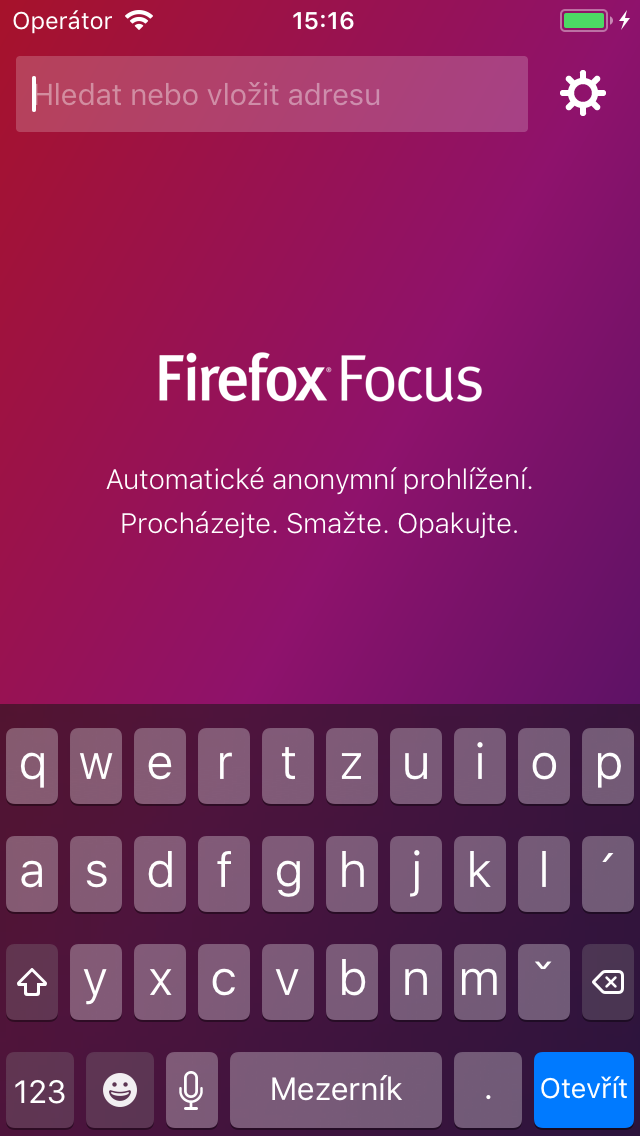 Operátor 15:16
Hledat nebo vložit adresu
Firefox® Focus
Automatické anonymní prohlížení.
Procházejte. Smažte. Opakujte.
q w e r t z u i o p
a s d f g h j k l ´
y x c v b n m ˇ
123 Mezerník . Otevřít